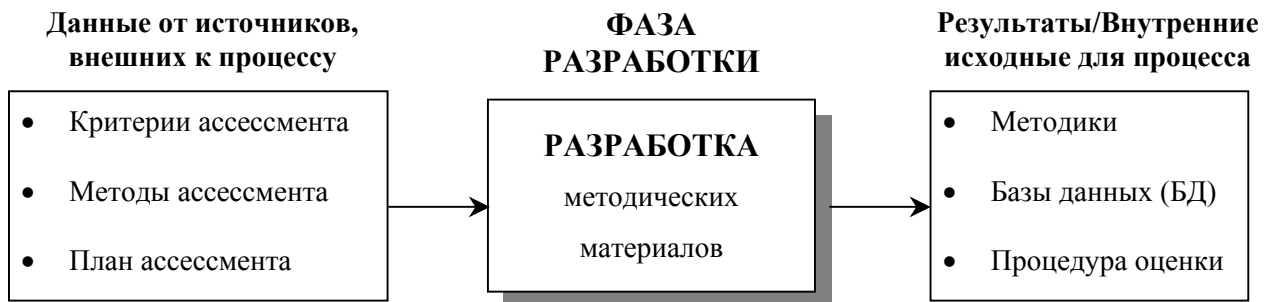 Данные от источников,
внешних к процессу
• Критерии ассессмента
• Методы ассессмента
• План ассессмента
ФАЗА
РАЗРАБОТКИ
РАЗРАБОТКА
методических
материалов
Результаты/Внутренние
исходные для процесса
• Методики
• Базы данных (БД)
• Процедура оценки